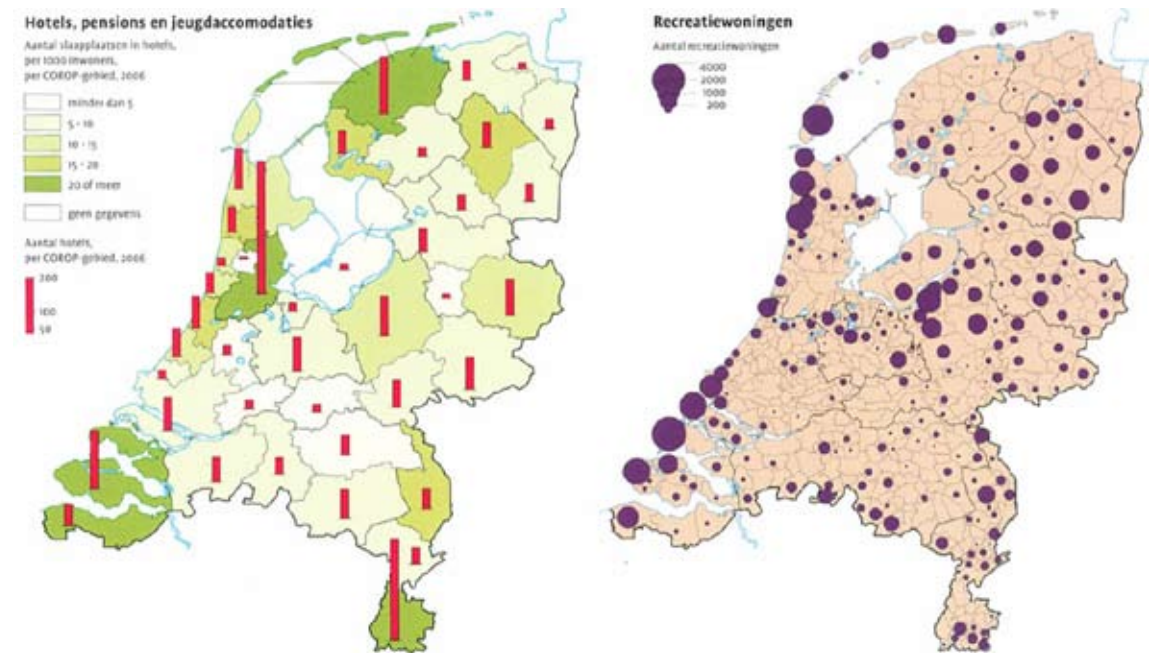 Hotels, pensions en jeugdaccomodaties
Aantal slaapplaatsen in hotels,
per 1000 inwoners,
per COROP-gebied, 2006
minder dan 5
5 - 10
10 - 15
15 - 20
20 of meer
geen gegevens
Aantal hotels,
per COROP-gebied, 2006
200
100
50
Recreatiewoningen
Aantal recreatiewoningen
4000
2000
1000
200